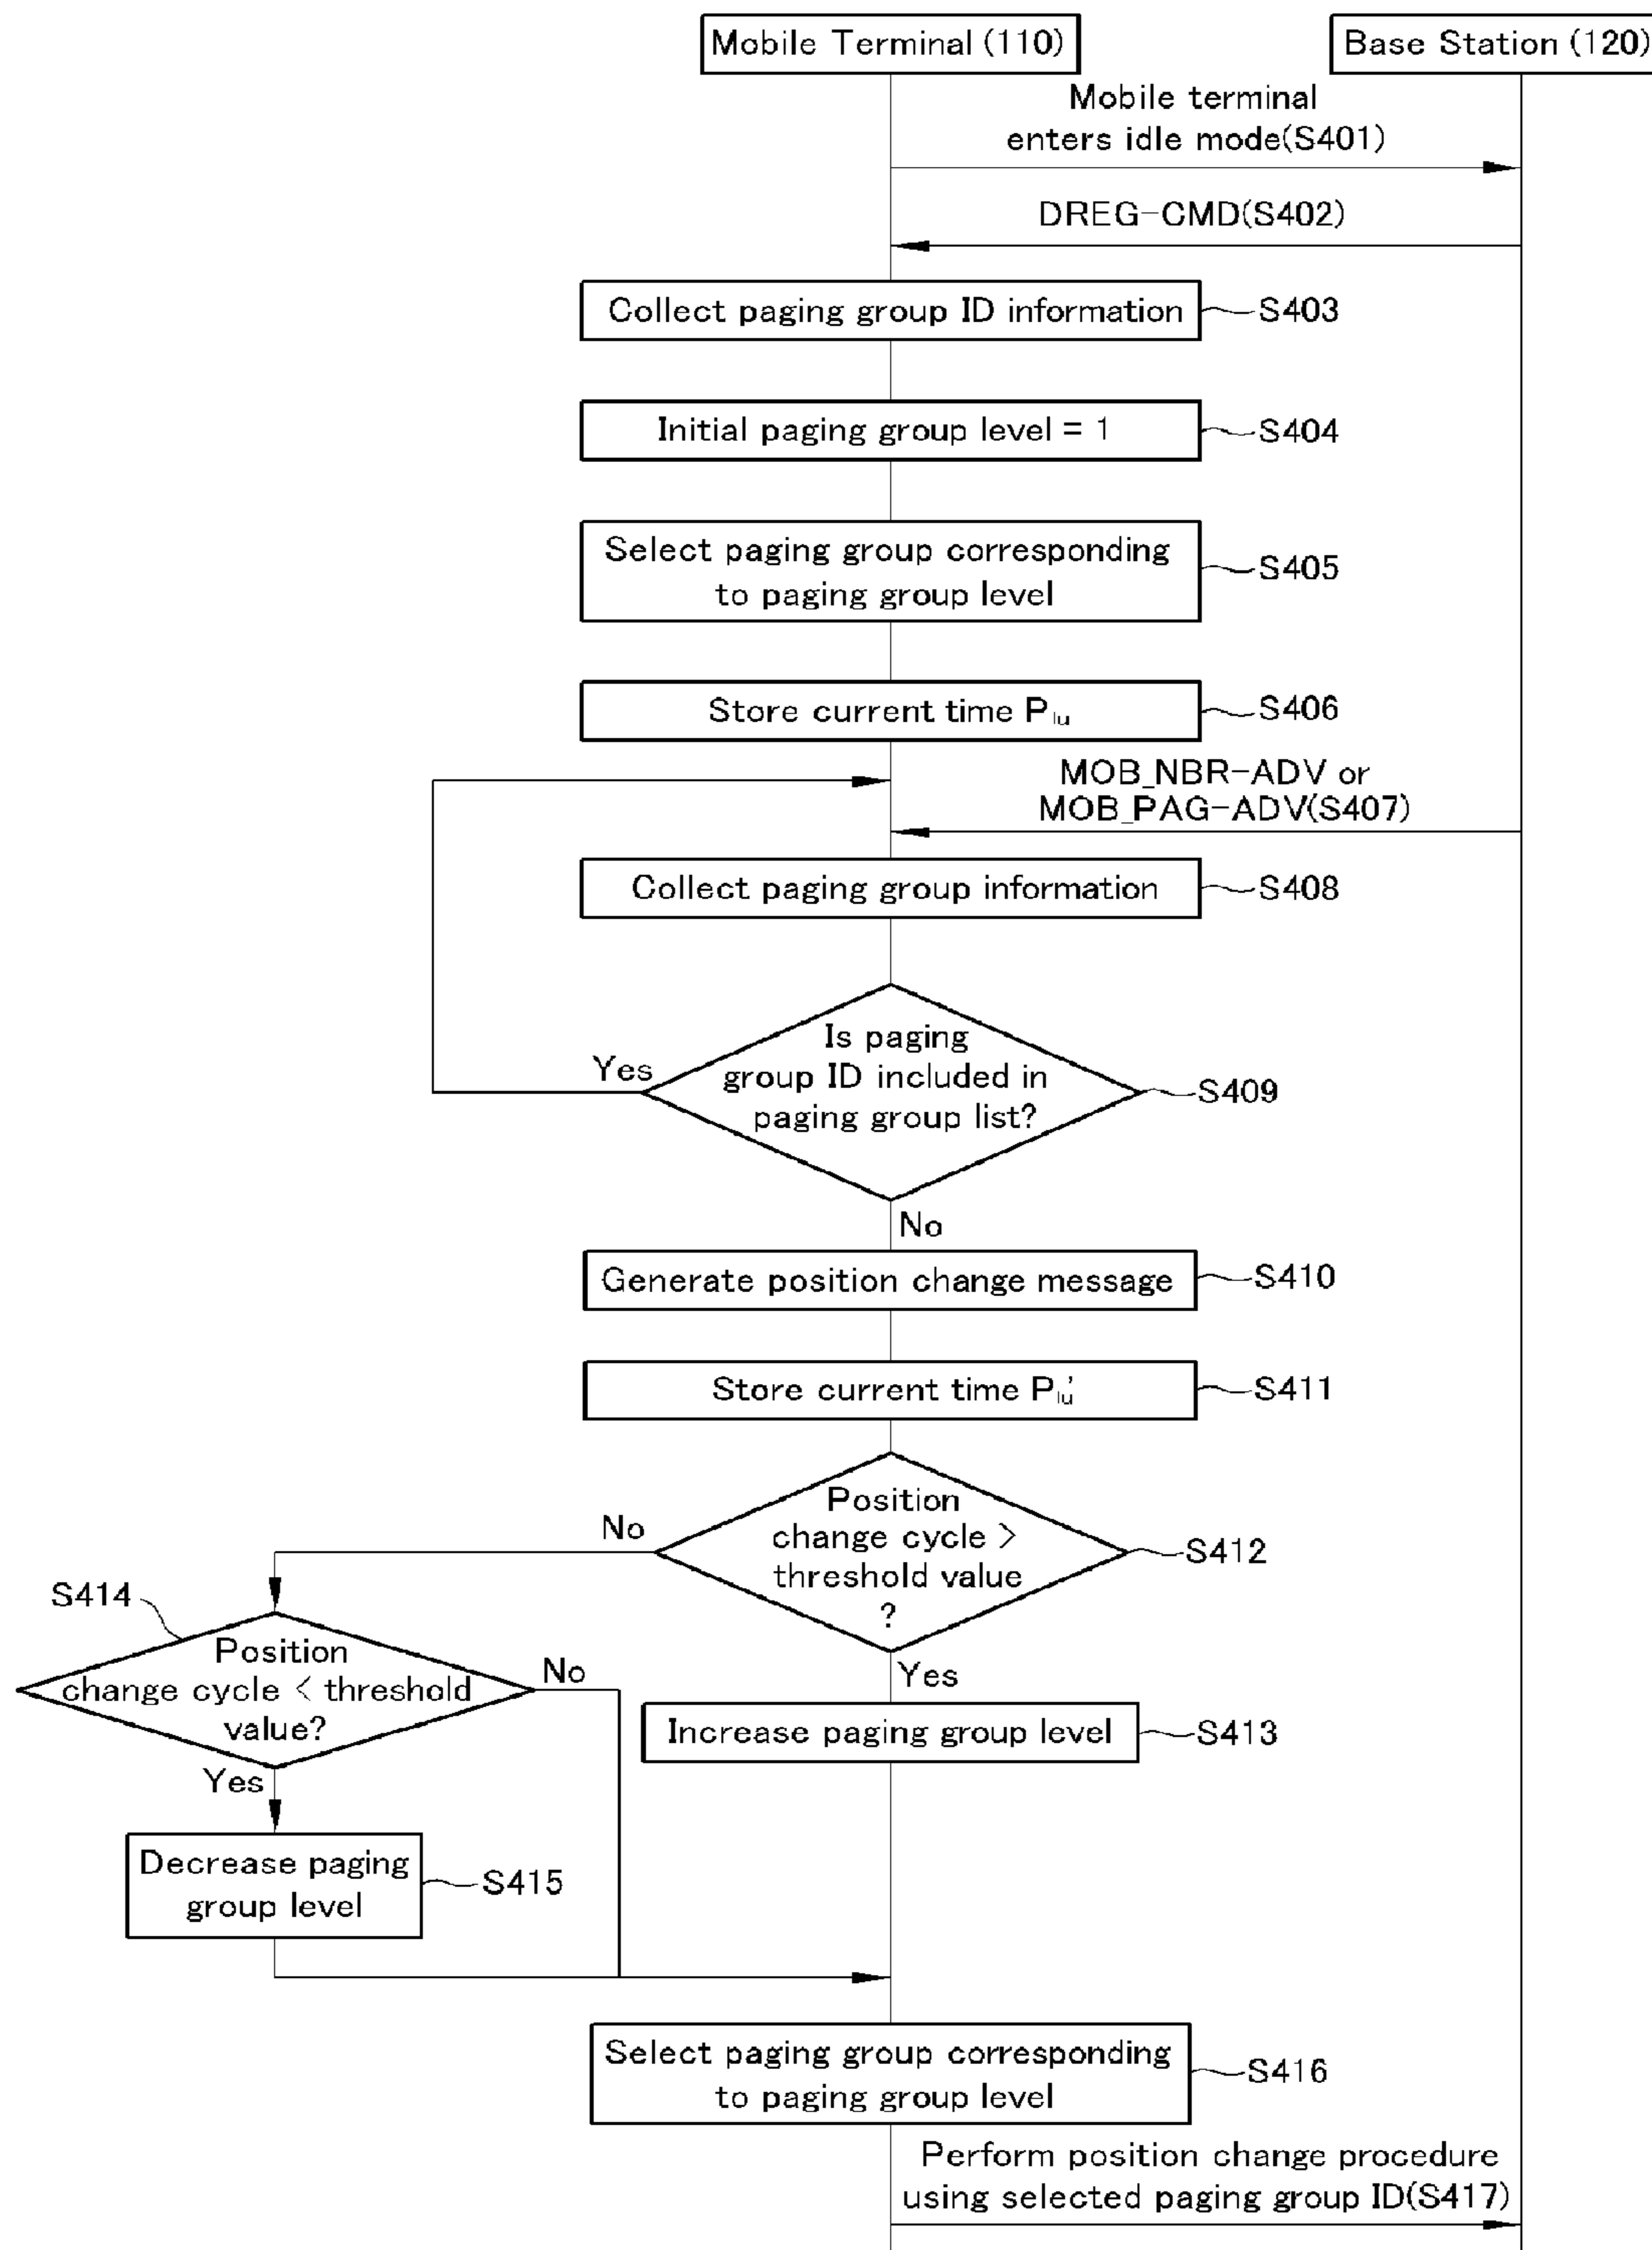 Mobile Terminal (110)
Base Station (120)
Mobile terminal
enters idle mode(S401)
DREG-CMD(S402)
Collect paging group ID information
S403
Initial paging group level = 1
S404
Select paging group corresponding
to paging group level
S405
Store current time Plu
S406
MOB_NBR-ADV or
MOB_PAG-ADV(S407)
Collect paging group information
S408
Is paging
group ID included in
paging group list?
Yes
S409
No
Generate position change message
S410
Store current time Plu'
S411
Position
change cycle >
threshold value
?
No
S412
S414
Position
change cycle < threshold
value?
No
Yes
Yes
Increase paging group level
S413
Decrease paging
group level
S415
Select paging group corresponding
to paging group level
S416
Perform position change procedure
using selected paging group ID(S417)